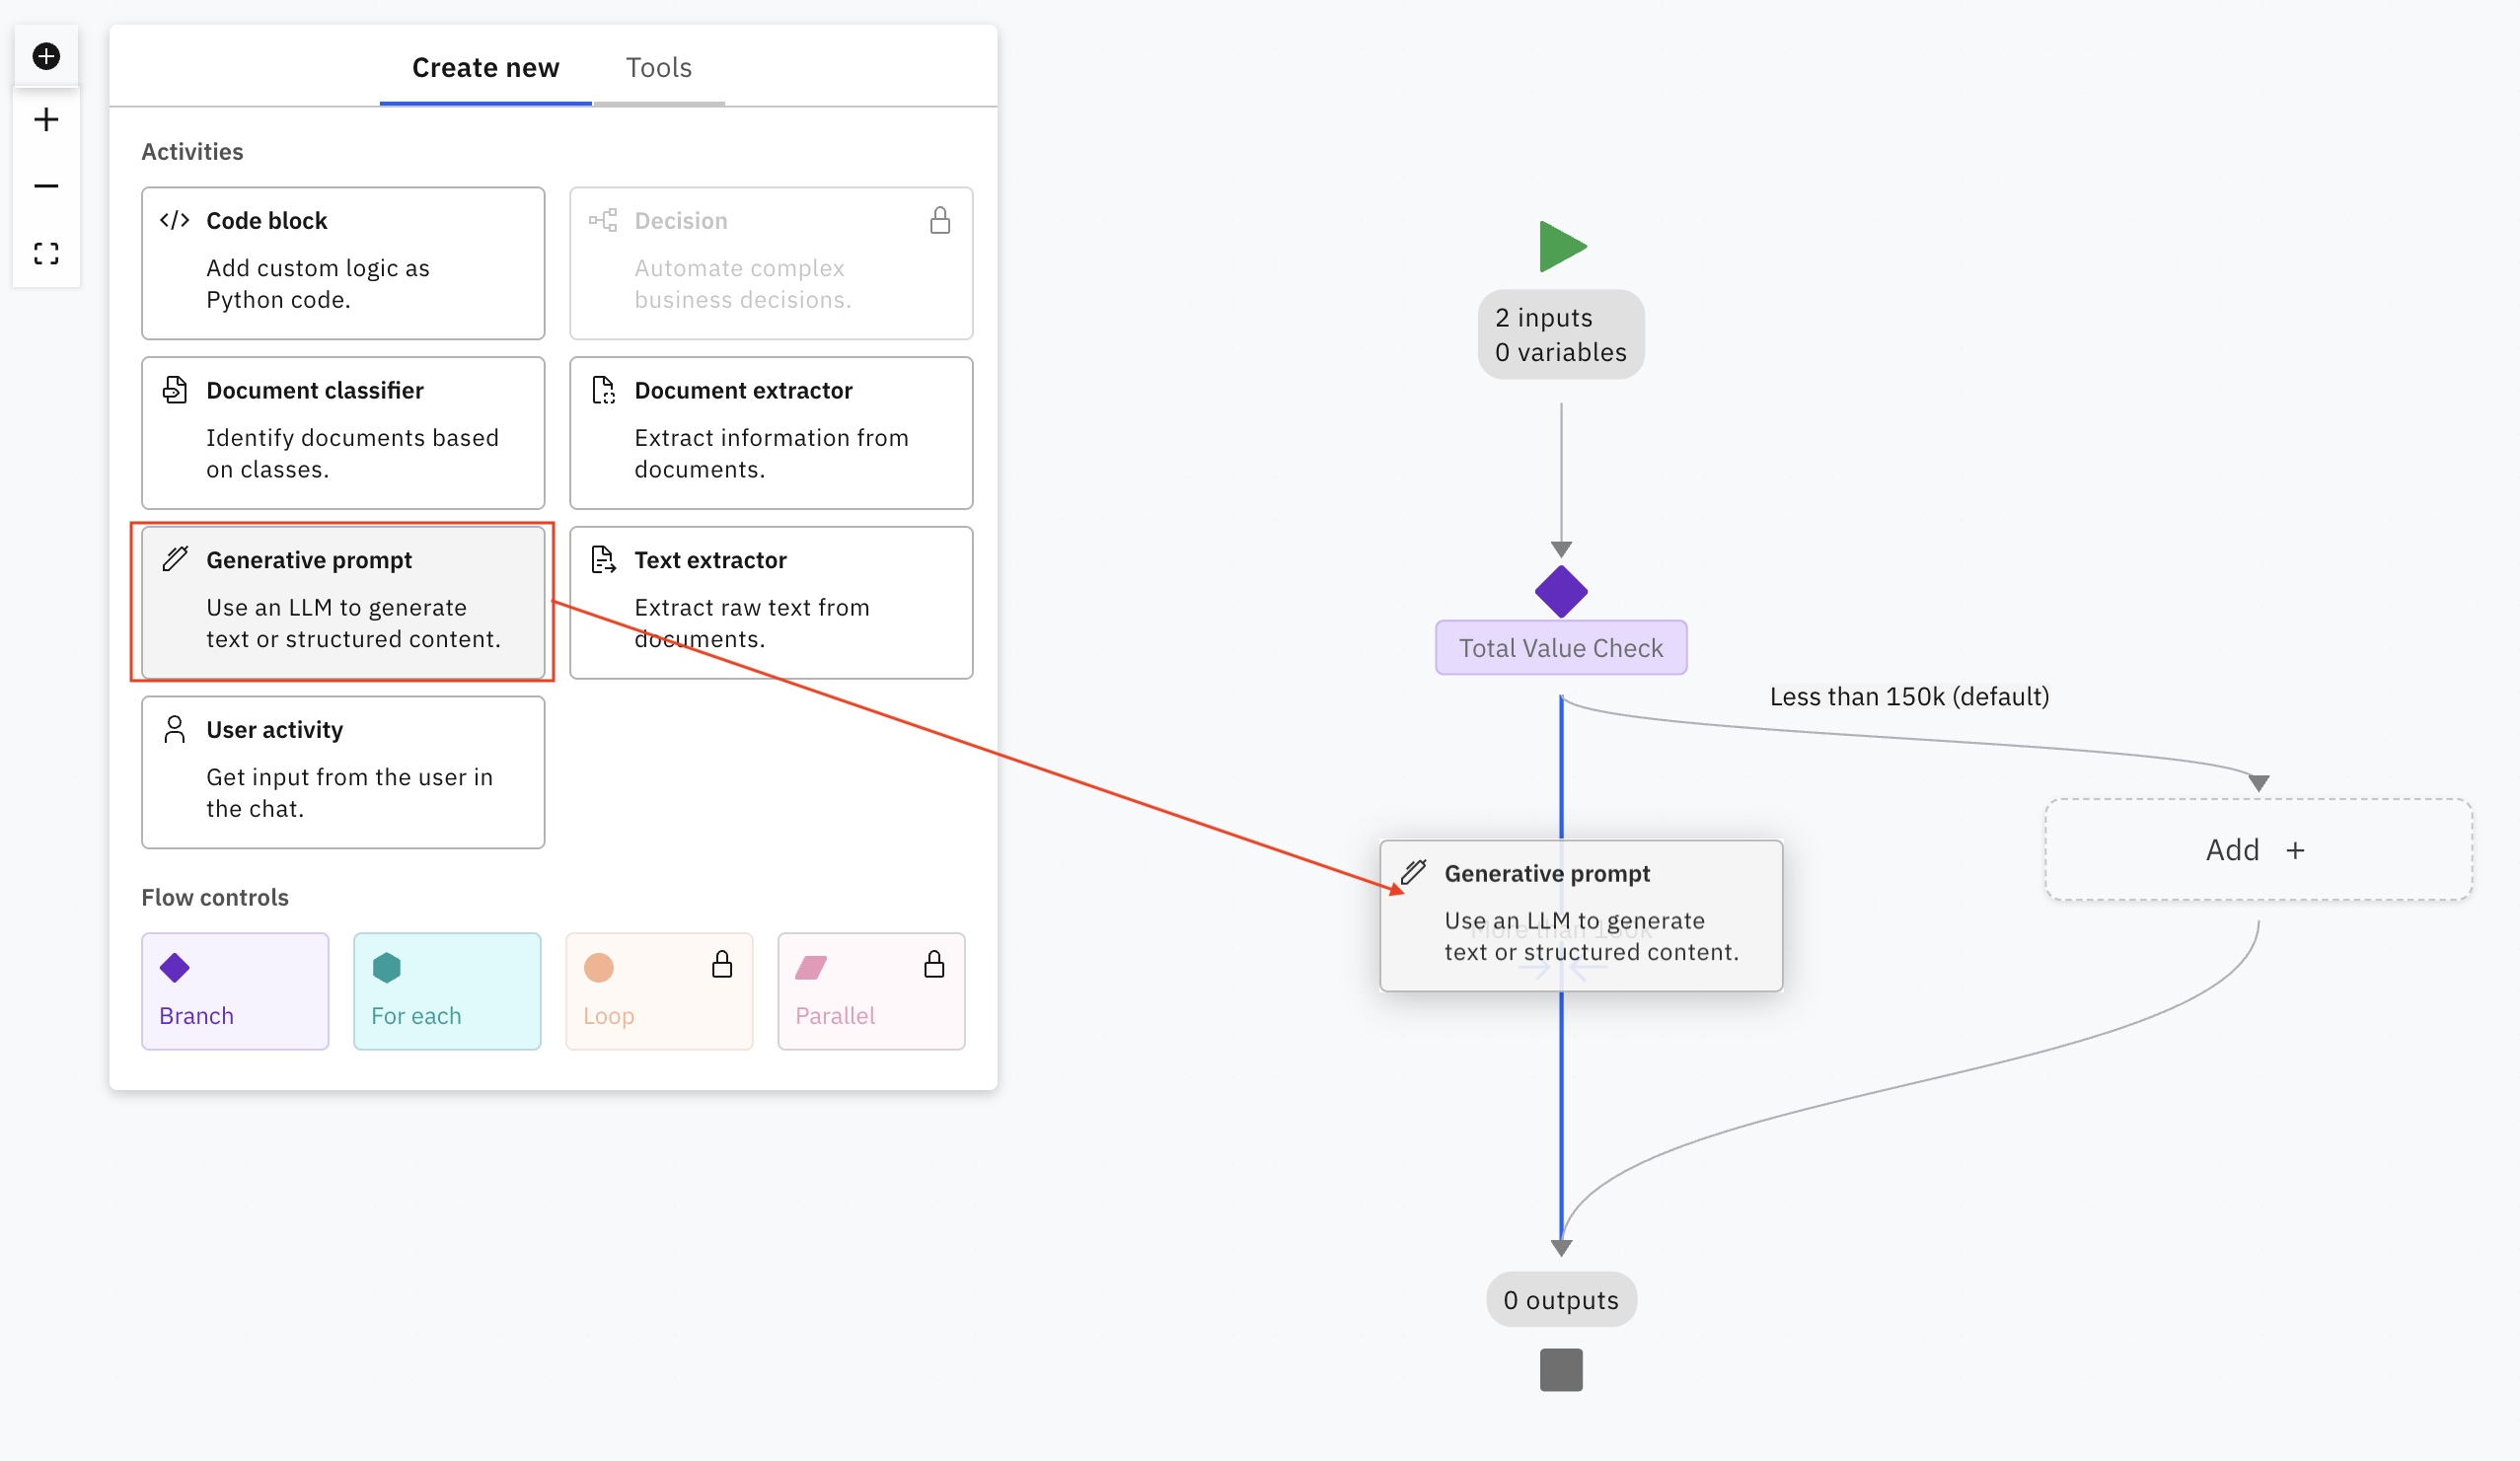 Create new
Tools
Activities
Code block
Add custom logic as
Python code.
Decision
Automate complex
business decisions.
Document classifier
Identify documents based
on classes.
Document extractor
Extract information from
documents.
Generative prompt
Use an LLM to generate
text or structured content.
Text extractor
Extract raw text from
documents.
User activity
Get input from the user in
the chat.
Flow controls
Branch
For each
Loop
Parallel
2 inputs
0 variables
Total Value Check
Less than 150k (default)
Add +
Generative prompt
Use an LLM to generate
text or structured content.
0 outputs